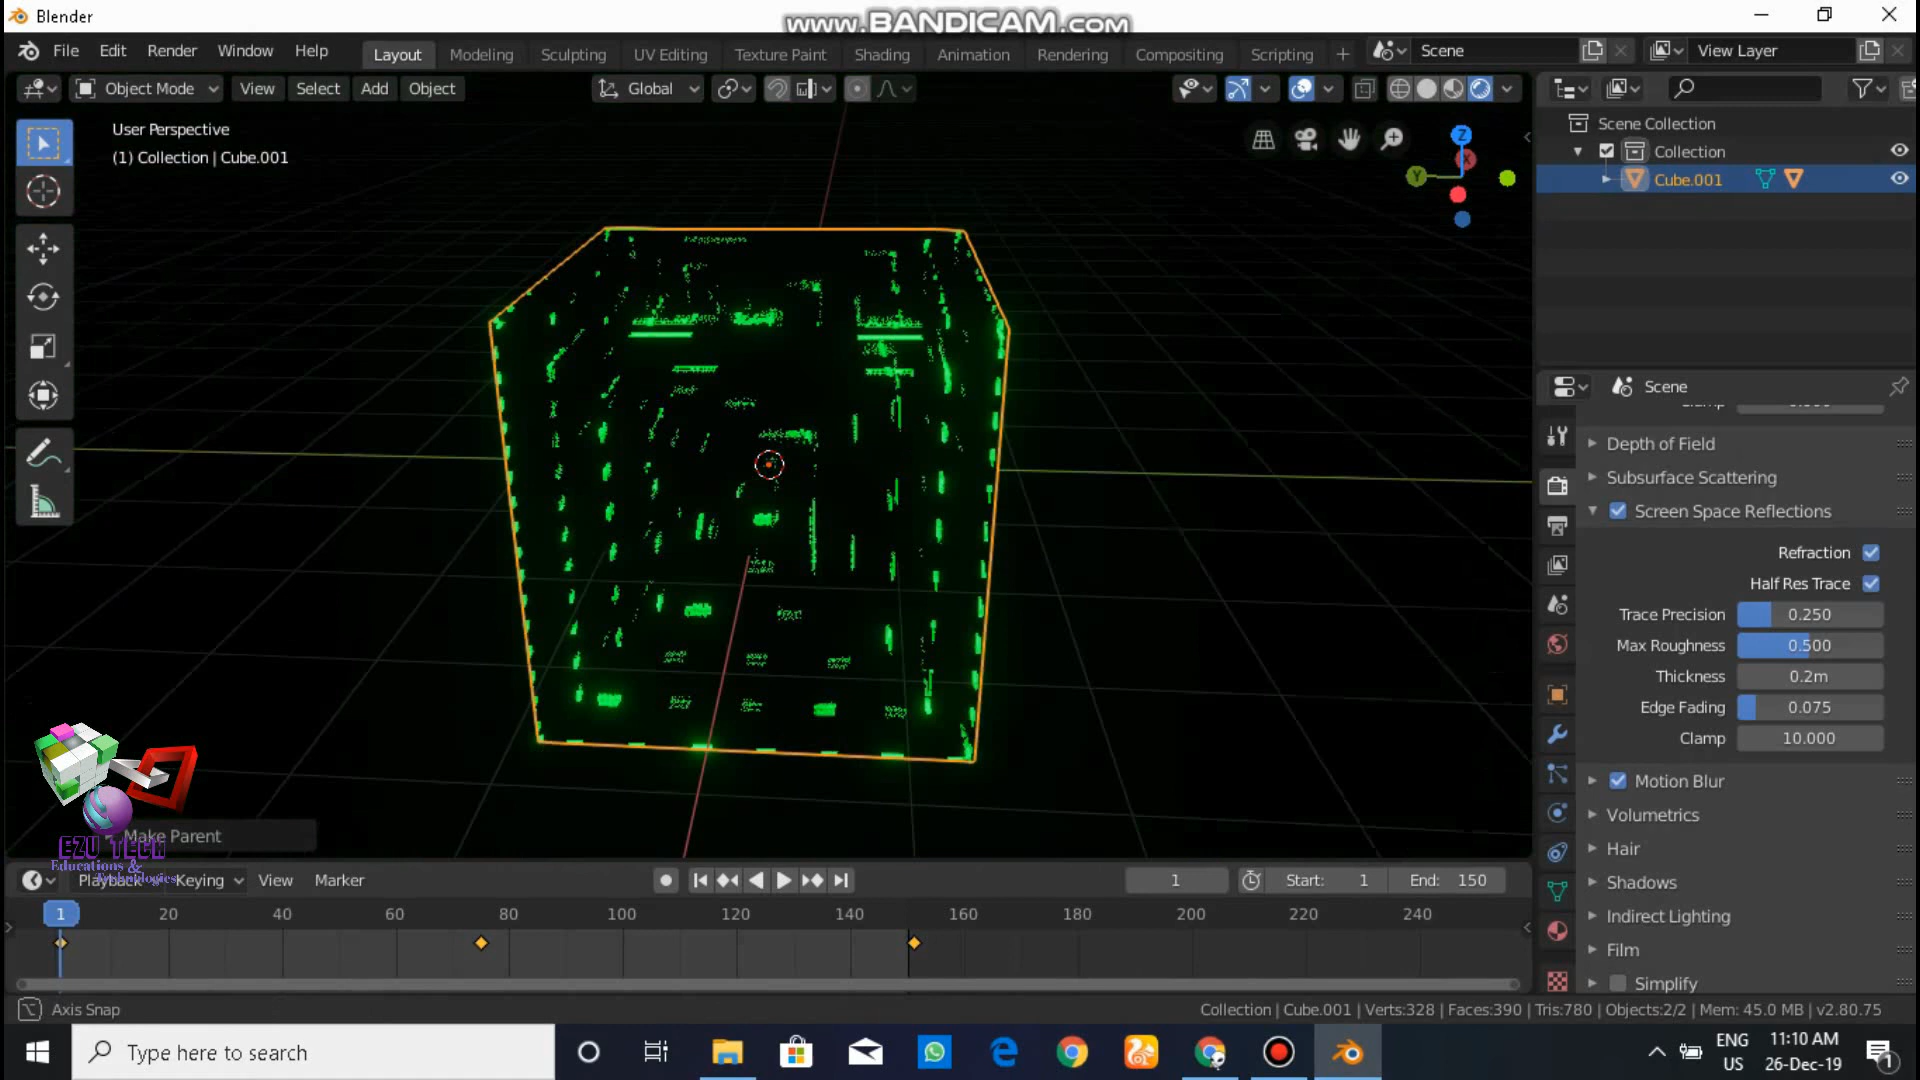 Blender
www.BANDICAM.com
File Edit Render Window Help
Layout Modeling Sculpting UV Editing Texture Paint Shading Animation Rendering Compositing Scripting +
Scene
View Layer
Object Mode View Select Add Object
Global
User Perspective
(1) Collection | Cube.001
Z
X
Y
Scene Collection
Collection
Cube.001
Scene
Depth of Field
Subsurface Scattering
Screen Space Reflections
Refraction
Half Res Trace
Trace Precision 0.250
Max Roughness 0.500
Thickness 0.2m
Edge Fading 0.075
Clamp 10.000
Motion Blur
Volumetrics
Hair
Shadows
Indirect Lighting
Film
Simplify
Make Parent
EZU TECH
Educations &
Technologies
Playback Keying View Marker
1 Start: 1 End: 150
1 20 40 60 80 100 120 140 160 180 200 220 240
Axis Snap
Collection | Cube.001 | Verts:328 | Faces:390 | Tris:780 | Objects:2/2 | Mem: 45.0 MB | v2.80.75
Type here to search
ENG
US
11:10 AM
26-Dec-19
1